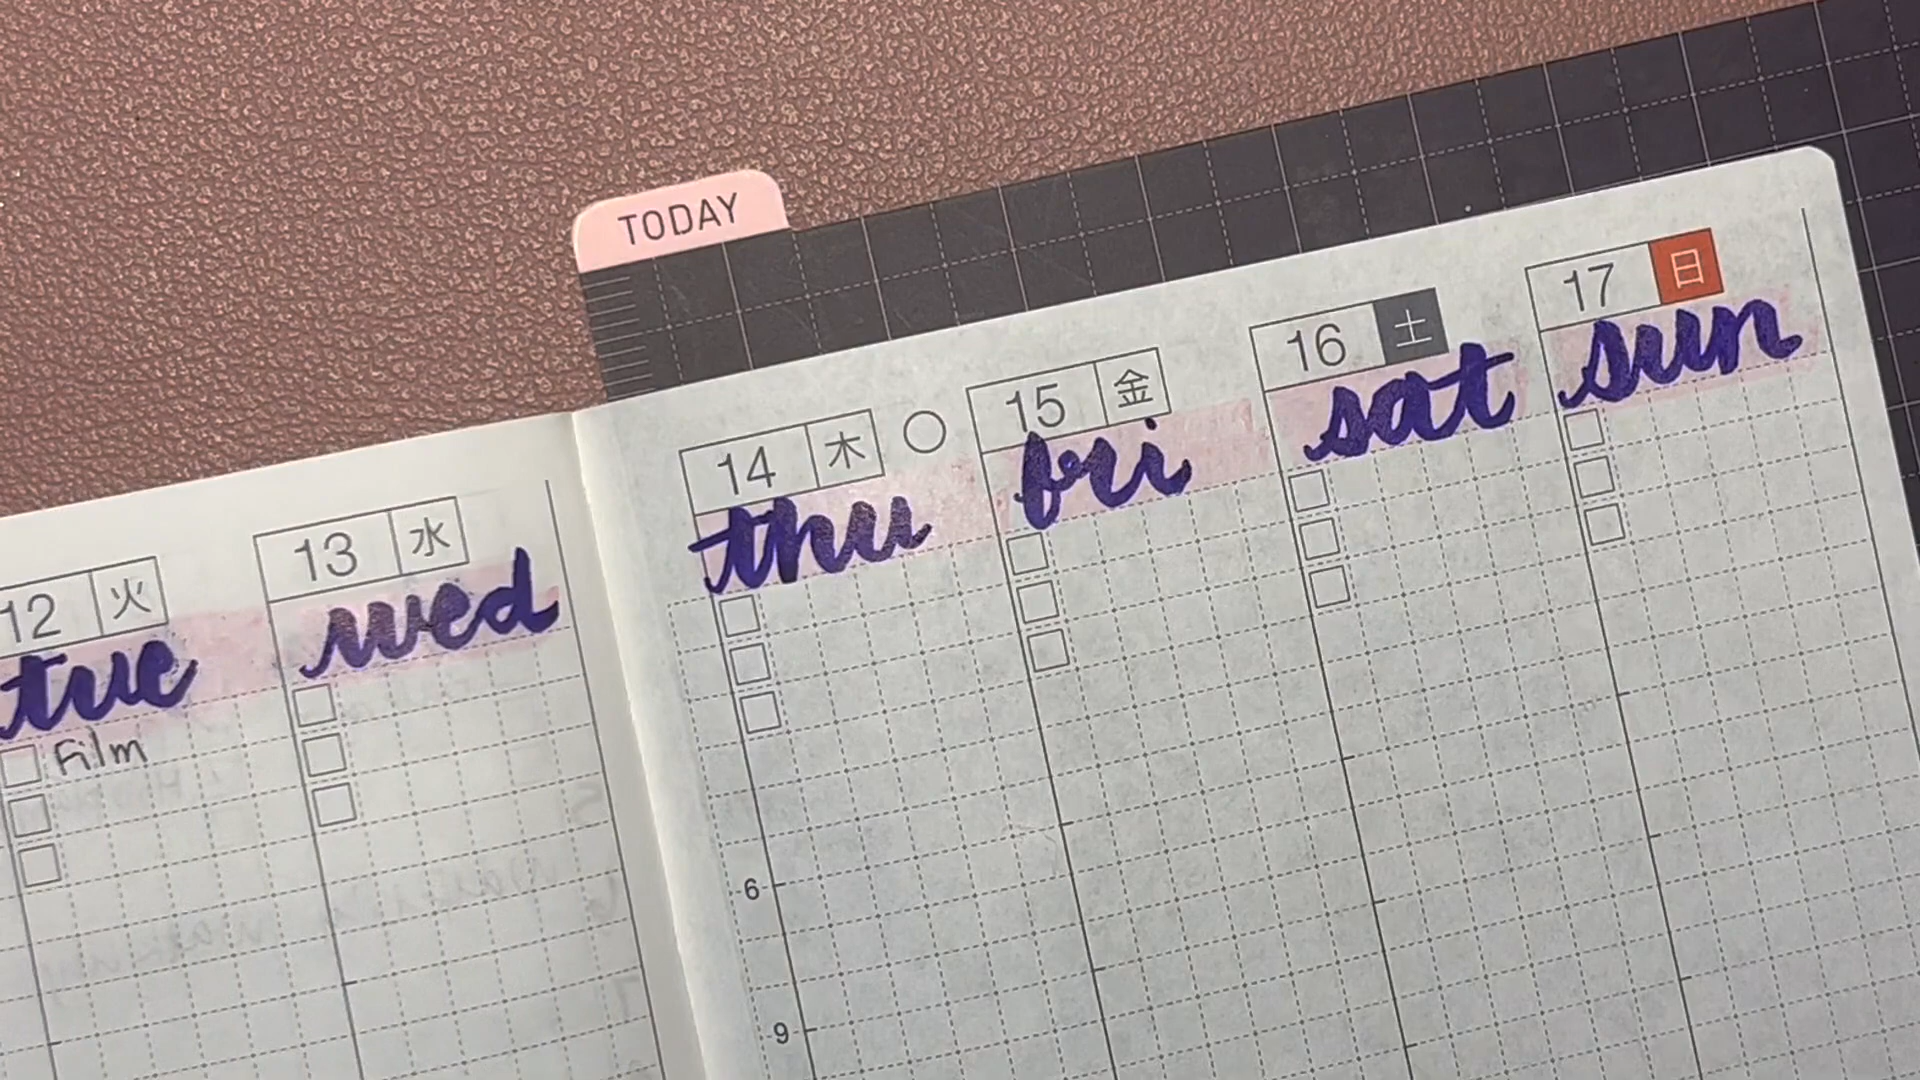 TODAY
12 火
tue
Film
13 水
wed
14 木
thu
15 金
fri
16 土
sat
17 日
sun
6
9